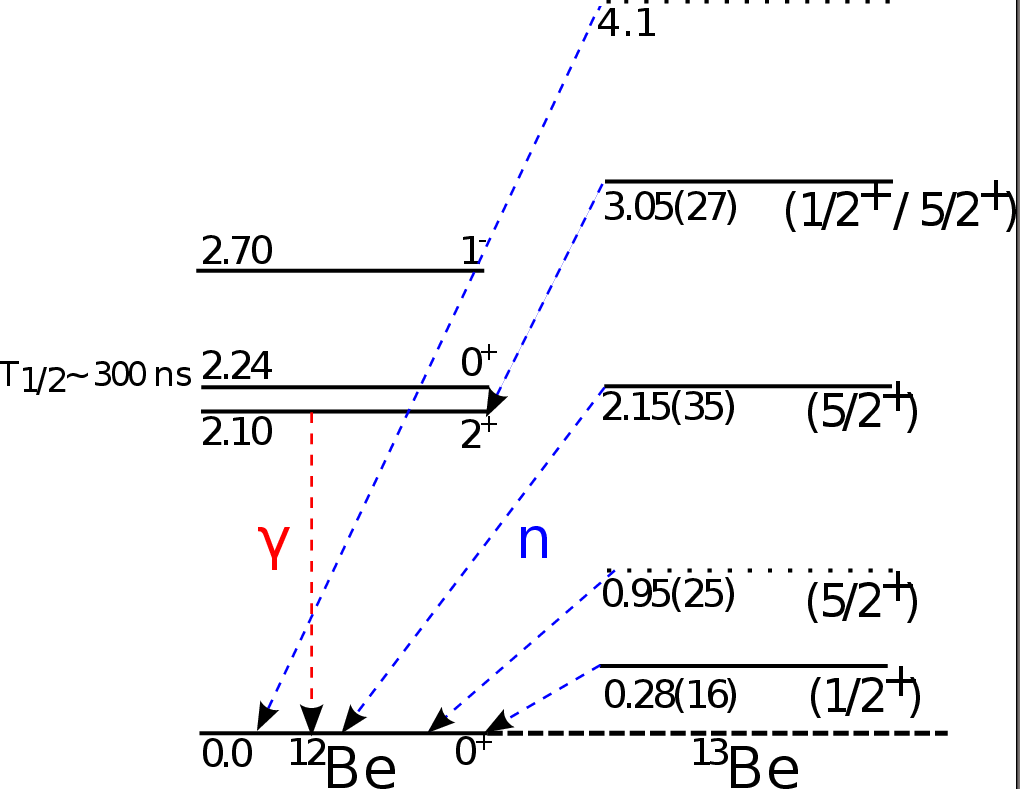 4.1
3.05(27) (1/2⁺/ 5/2⁺)
2.70 1⁻
2.24 0⁺
T1/2~300 ns
2.15(35) (5/2⁺)
2.10 2⁺
γ
n
0.95(25) (5/2⁺)
0.28(16) (1/2⁺)
0.0 12Be 0⁺
13Be